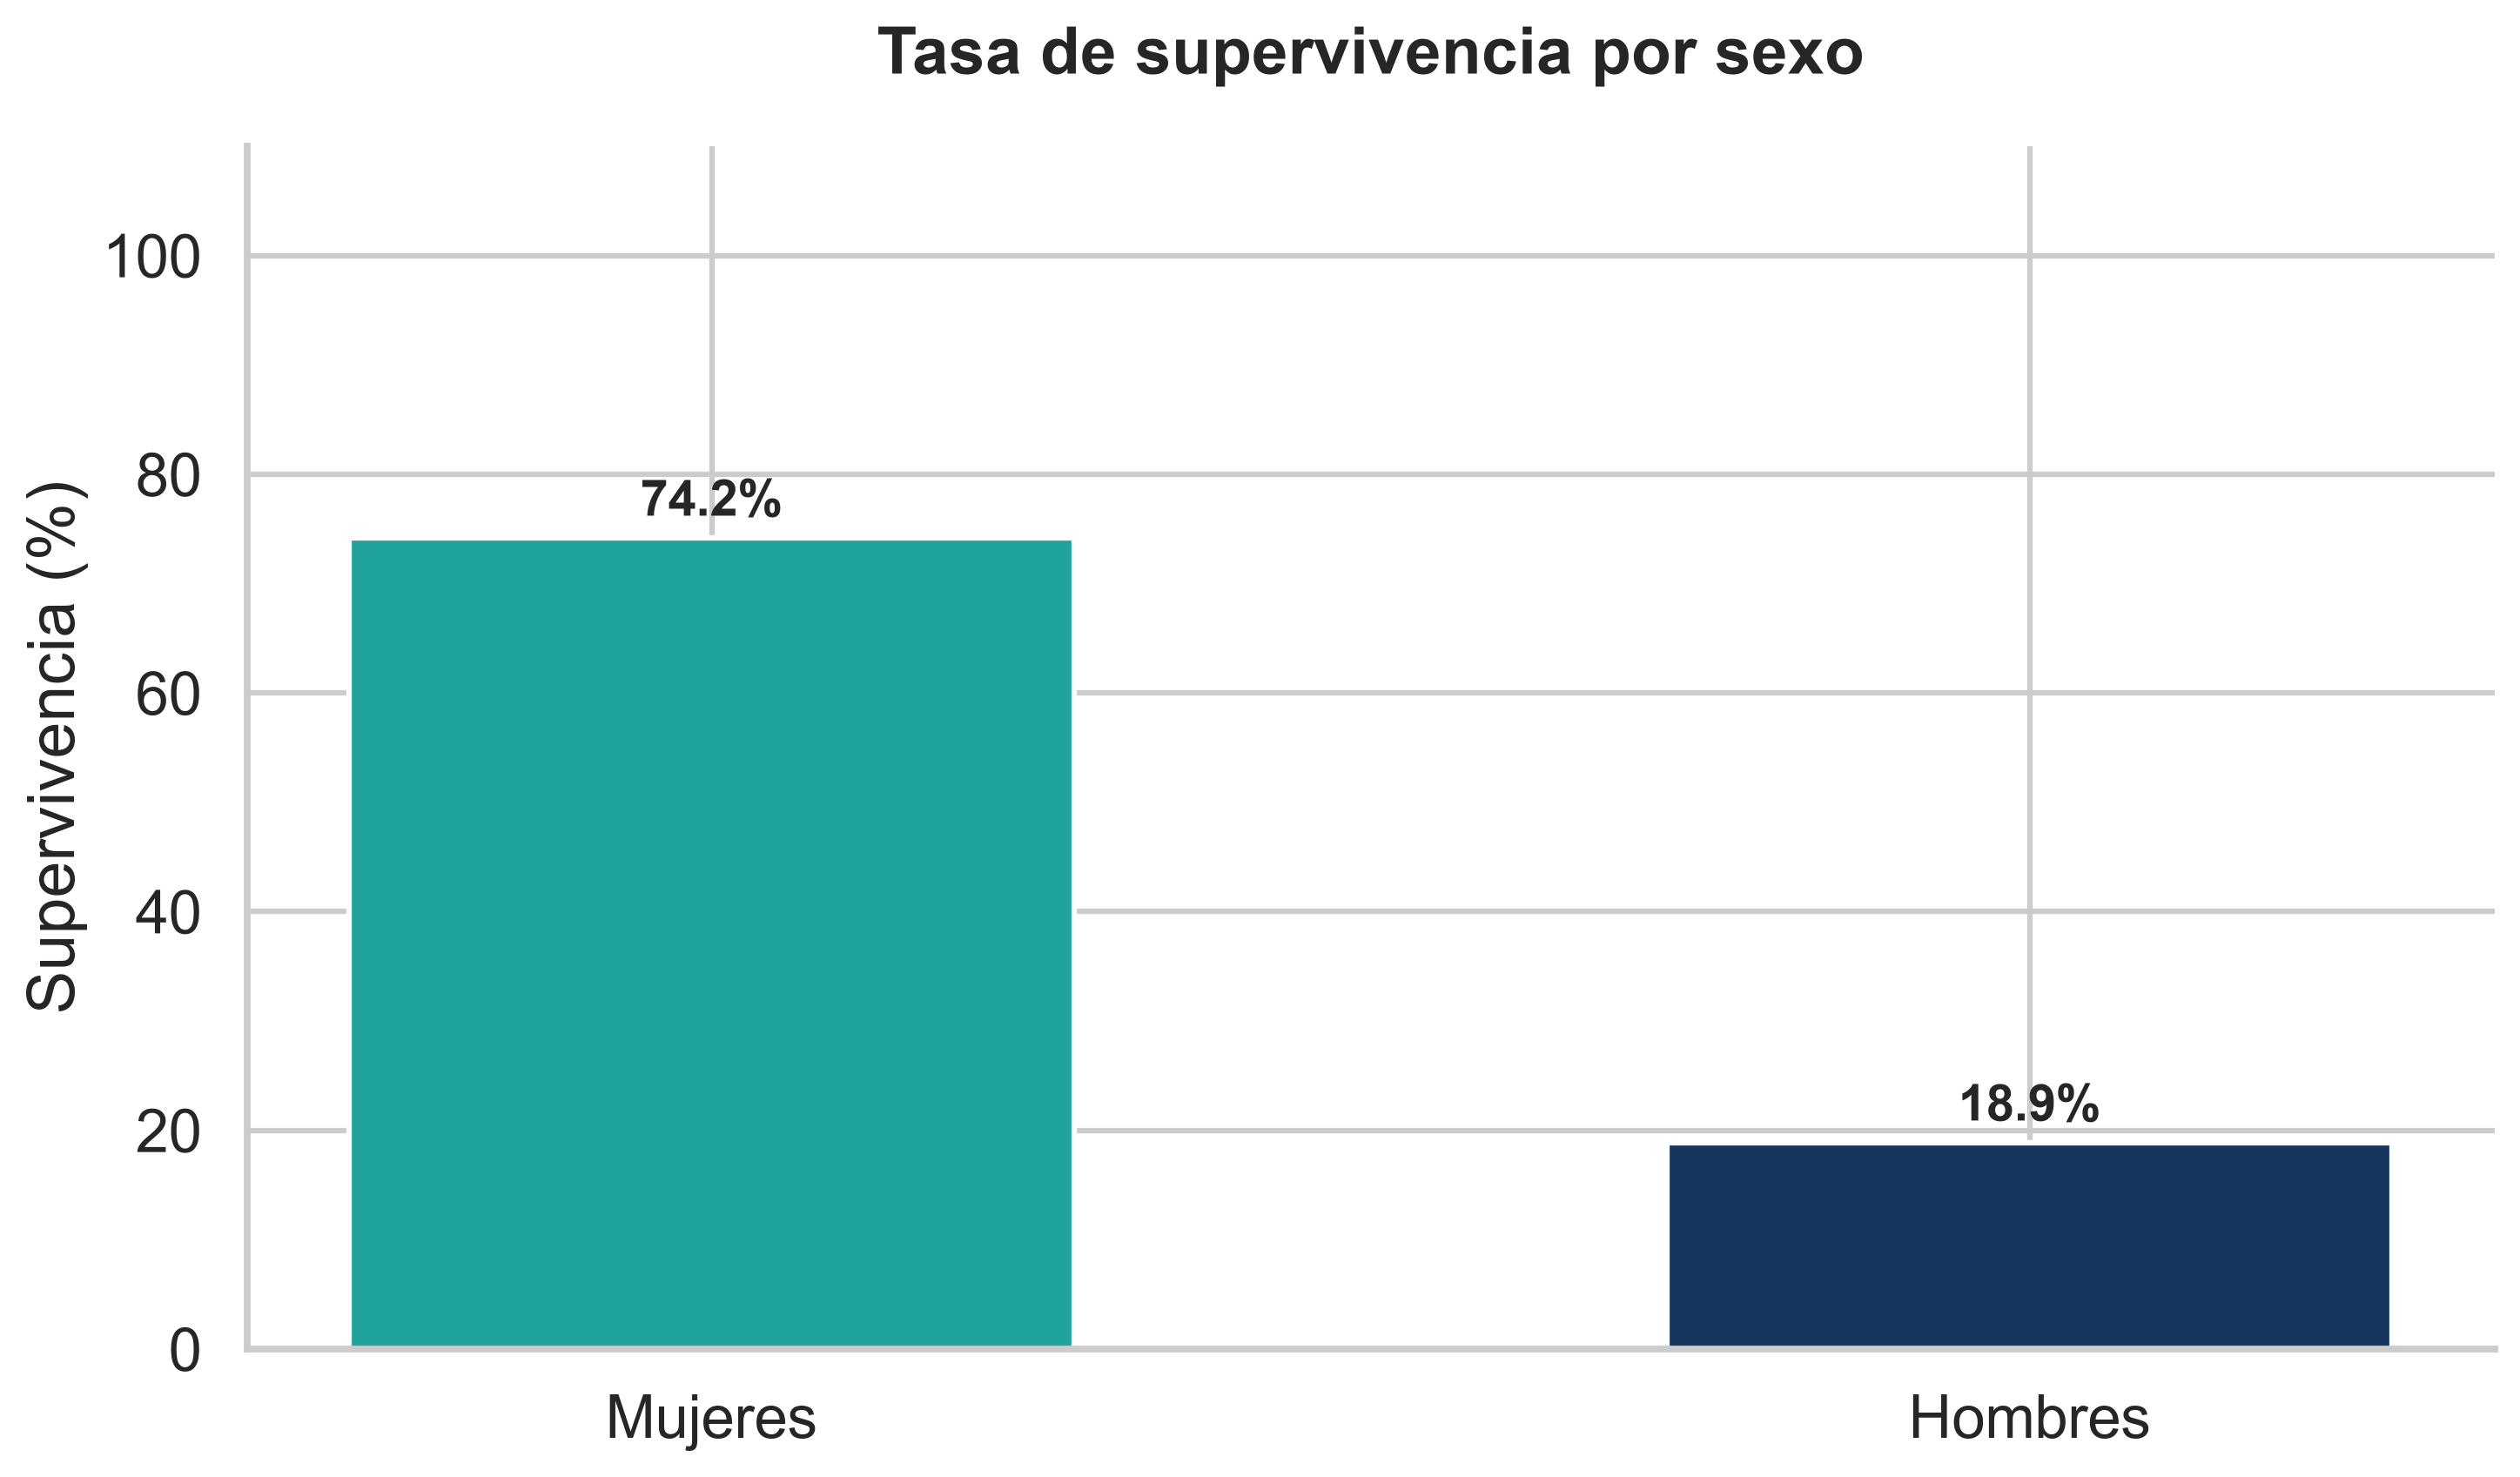 Tasa de supervivencia por sexo
Supervivencia (%)
100
80
60
40
20
0
74.2%
18.9%
Mujeres
Hombres